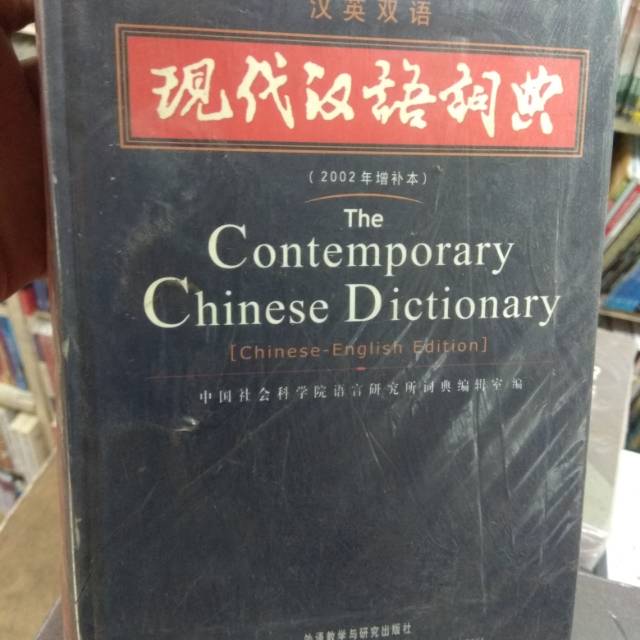 汉英双语
現代汉語词典
(2002年增补本)
The
Contemporary
Chinese Dictionary
[Chinese-English Edition]
中国社会科学院语言研究所词典编辑室 编
外语教学与研究出版社